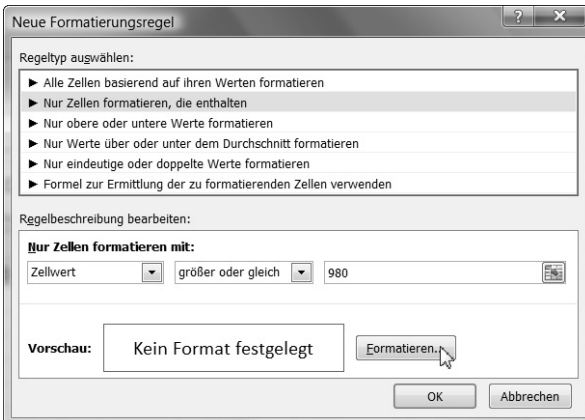 Neue Formatierungsregel
Regeltyp auswählen:
► Alle Zellen basierend auf ihren Werten formatieren
► Nur Zellen formatieren, die enthalten
► Nur obere oder untere Werte formatieren
► Nur Werte über oder unter dem Durchschnitt formatieren
► Nur eindeutige oder doppelte Werte formatieren
► Formel zur Ermittlung der zu formatierenden Zellen verwenden
Regelbeschreibung bearbeiten:
Nur Zellen formatieren mit:
Zellwert größer oder gleich 980
Vorschau: Kein Format festgelegt Formatieren...
OK Abbrechen